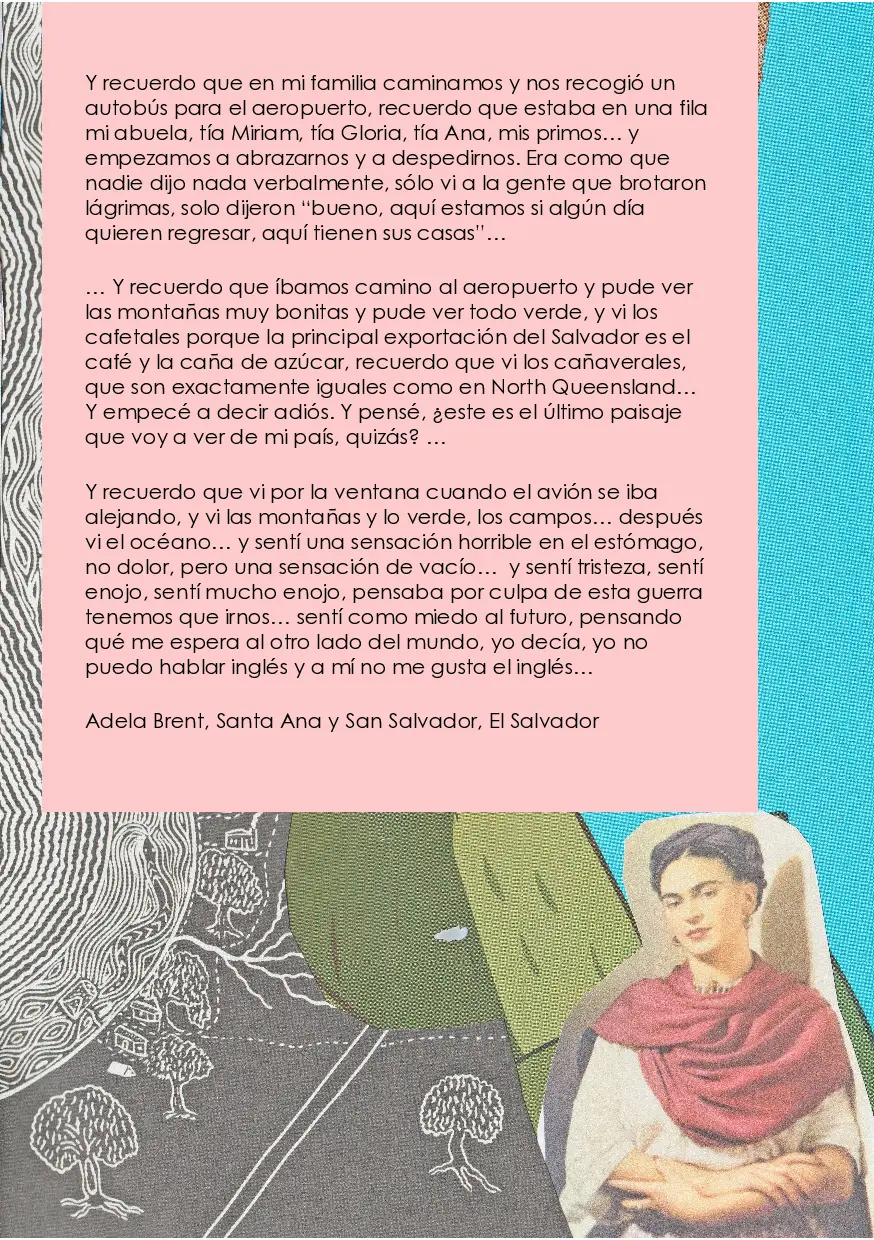 Y recuerdo que en mi familia caminamos y nos recogió un
autobús para el aeropuerto, recuerdo que estaba en una fila
mi abuela, tía Miriam, tía Gloria, tía Ana, mis primos… y
empezamos a abrazarnos y a despedirnos. Era como que
nadie dijo nada verbalmente, sólo vi a la gente que brotaron
lágrimas, solo dijeron “bueno, aquí estamos si algún día
quieren regresar, aquí tienen sus casas”…
… Y recuerdo que íbamos camino al aeropuerto y pude ver
las montañas muy bonitas y pude ver todo verde, y vi los
cafetales porque la principal exportación del Salvador es el
café y la caña de azúcar, recuerdo que vi los cañaverales,
que son exactamente iguales como en North Queensland…
Y empecé a decir adiós. Y pensé, ¿este es el último paisaje
que voy a ver de mi país, quizás? …
Y recuerdo que vi por la ventana cuando el avión se iba
alejando, y vi las montañas y lo verde, los campos… después
vi el océano… y sentí una sensación horrible en el estómago,
no dolor, pero una sensación de vacío… y sentí tristeza, sentí
enojo, sentí mucho enojo, pensaba por culpa de esta guerra
tenemos que irnos… sentí como miedo al futuro, pensando
qué me espera al otro lado del mundo, yo decía, yo no
puedo hablar inglés y a mí no me gusta el inglés…
Adela Brent, Santa Ana y San Salvador, El Salvador